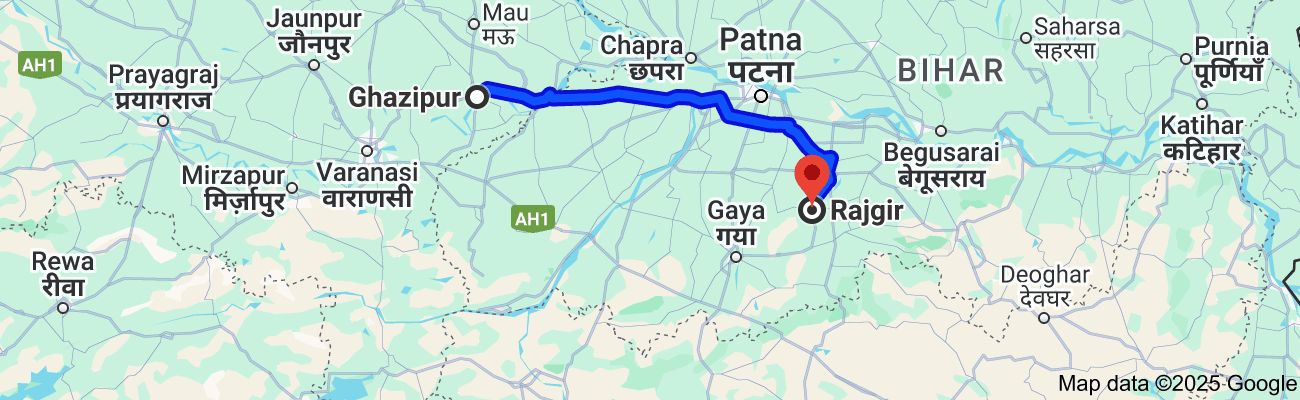 Jaunpur
जौनपुर
Mau
मऊ
Saharsa
सहरसा
Chapra
छपरा
Patna
पटना
Purnia
पूर्णियाँ
AH1
Prayagraj
प्रयागराज
BIHAR
Ghazipur
Katihar
कटिहार
Begusarai
बेगूसराय
Mirzapur
मिर्ज़ापुर
Varanasi
वाराणसी
AH1
Gaya
गया
Rajgir
Rewa
रीवा
Deoghar
देवघर
Map data ©2025 Google